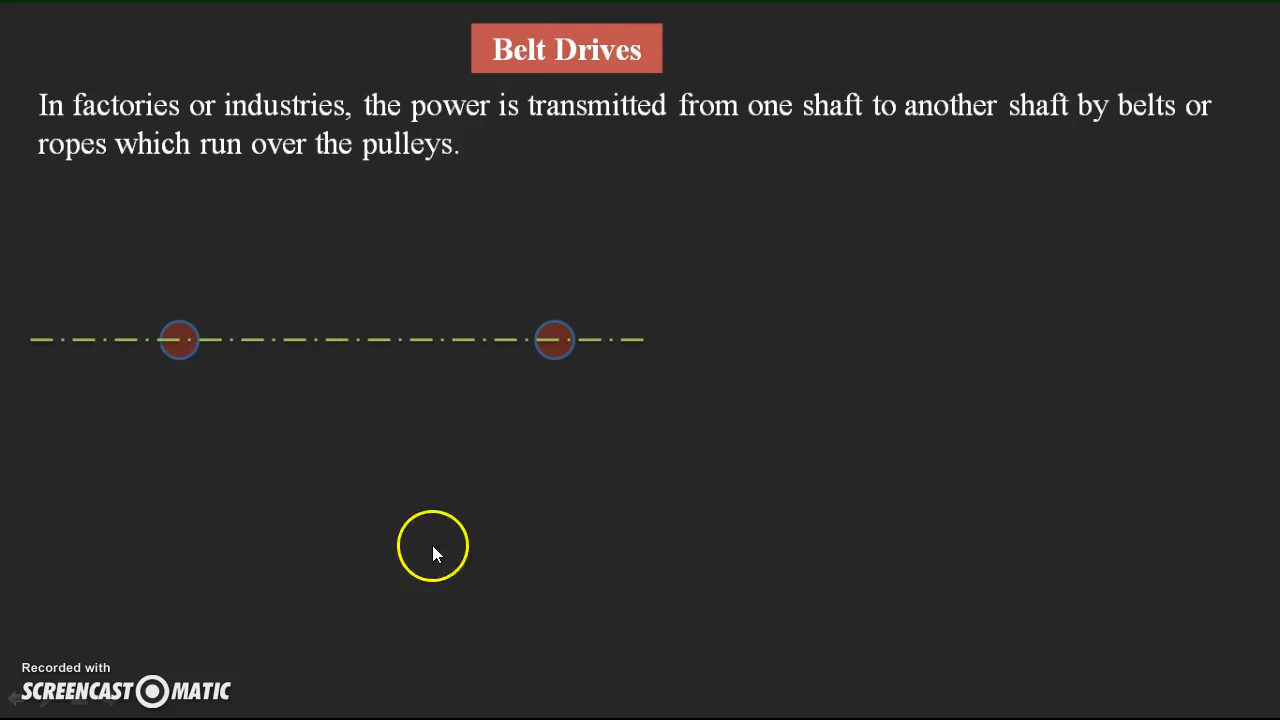 Belt Drives
In factories or industries, the power is transmitted from one shaft to another shaft by belts or
ropes which run over the pulleys.
Recorded with
SCREENCAST MATIC